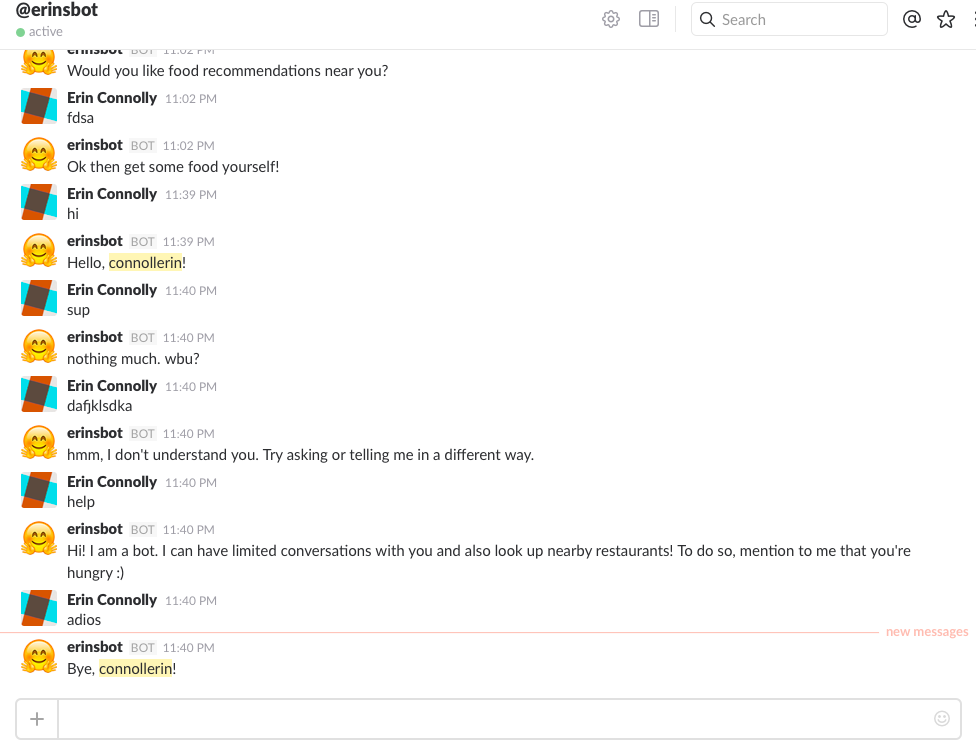 @erinsbot
active
Search
erinsbot BOT 11:02 PM
Would you like food recommendations near you?
Erin Connolly 11:02 PM
fdsa
erinsbot BOT 11:02 PM
Ok then get some food yourself!
Erin Connolly 11:39 PM
hi
erinsbot BOT 11:39 PM
Hello, connollerin!
Erin Connolly 11:40 PM
sup
erinsbot BOT 11:40 PM
nothing much. wbu?
Erin Connolly 11:40 PM
dafjklsdka
erinsbot BOT 11:40 PM
hmm, I don't understand you. Try asking or telling me in a different way.
Erin Connolly 11:40 PM
help
erinsbot BOT 11:40 PM
Hi! I am a bot. I can have limited conversations with you and also look up nearby restaurants! To do so, mention to me that you're
hungry :)
Erin Connolly 11:40 PM
adios
new messages
erinsbot BOT 11:40 PM
Bye, connollerin!